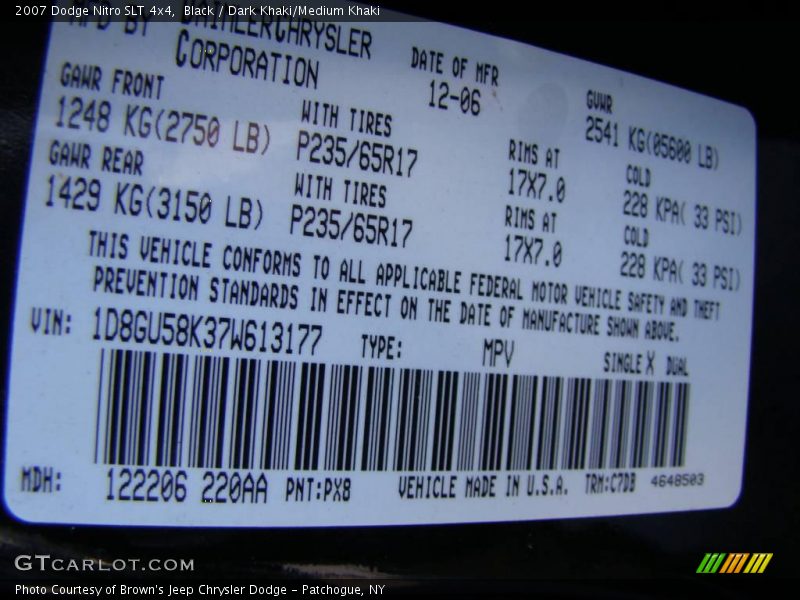 2007 Dodge Nitro SLT 4x4, Black / Dark Khaki/Medium Khaki
MFD BY DAIMLERCHRYSLER
CORPORATION
DATE OF MFR
12-06
GVWR
2541 KG(05600 LB)
GAWR FRONT
1248 KG(2750 LB)
WITH TIRES
P235/65R17
RIMS AT
17X7.0
COLD
228 KPA( 33 PSI)
GAWR REAR
1429 KG(3150 LB)
WITH TIRES
P235/65R17
RIMS AT
17X7.0
COLD
228 KPA( 33 PSI)
THIS VEHICLE CONFORMS TO ALL APPLICABLE FEDERAL MOTOR VEHICLE SAFETY AND THEFT
PREVENTION STANDARDS IN EFFECT ON THE DATE OF MANUFACTURE SHOWN ABOVE.
VIN: 1D8GU58K37W613177 TYPE: MPV SINGLE X DUAL
MDH: 122206 220AA PNT:PX8 VEHICLE MADE IN U.S.A. TRM:C7DB 4648503
GTCARLOT.COM
Photo Courtesy of Brown's Jeep Chrysler Dodge - Patchogue, NY